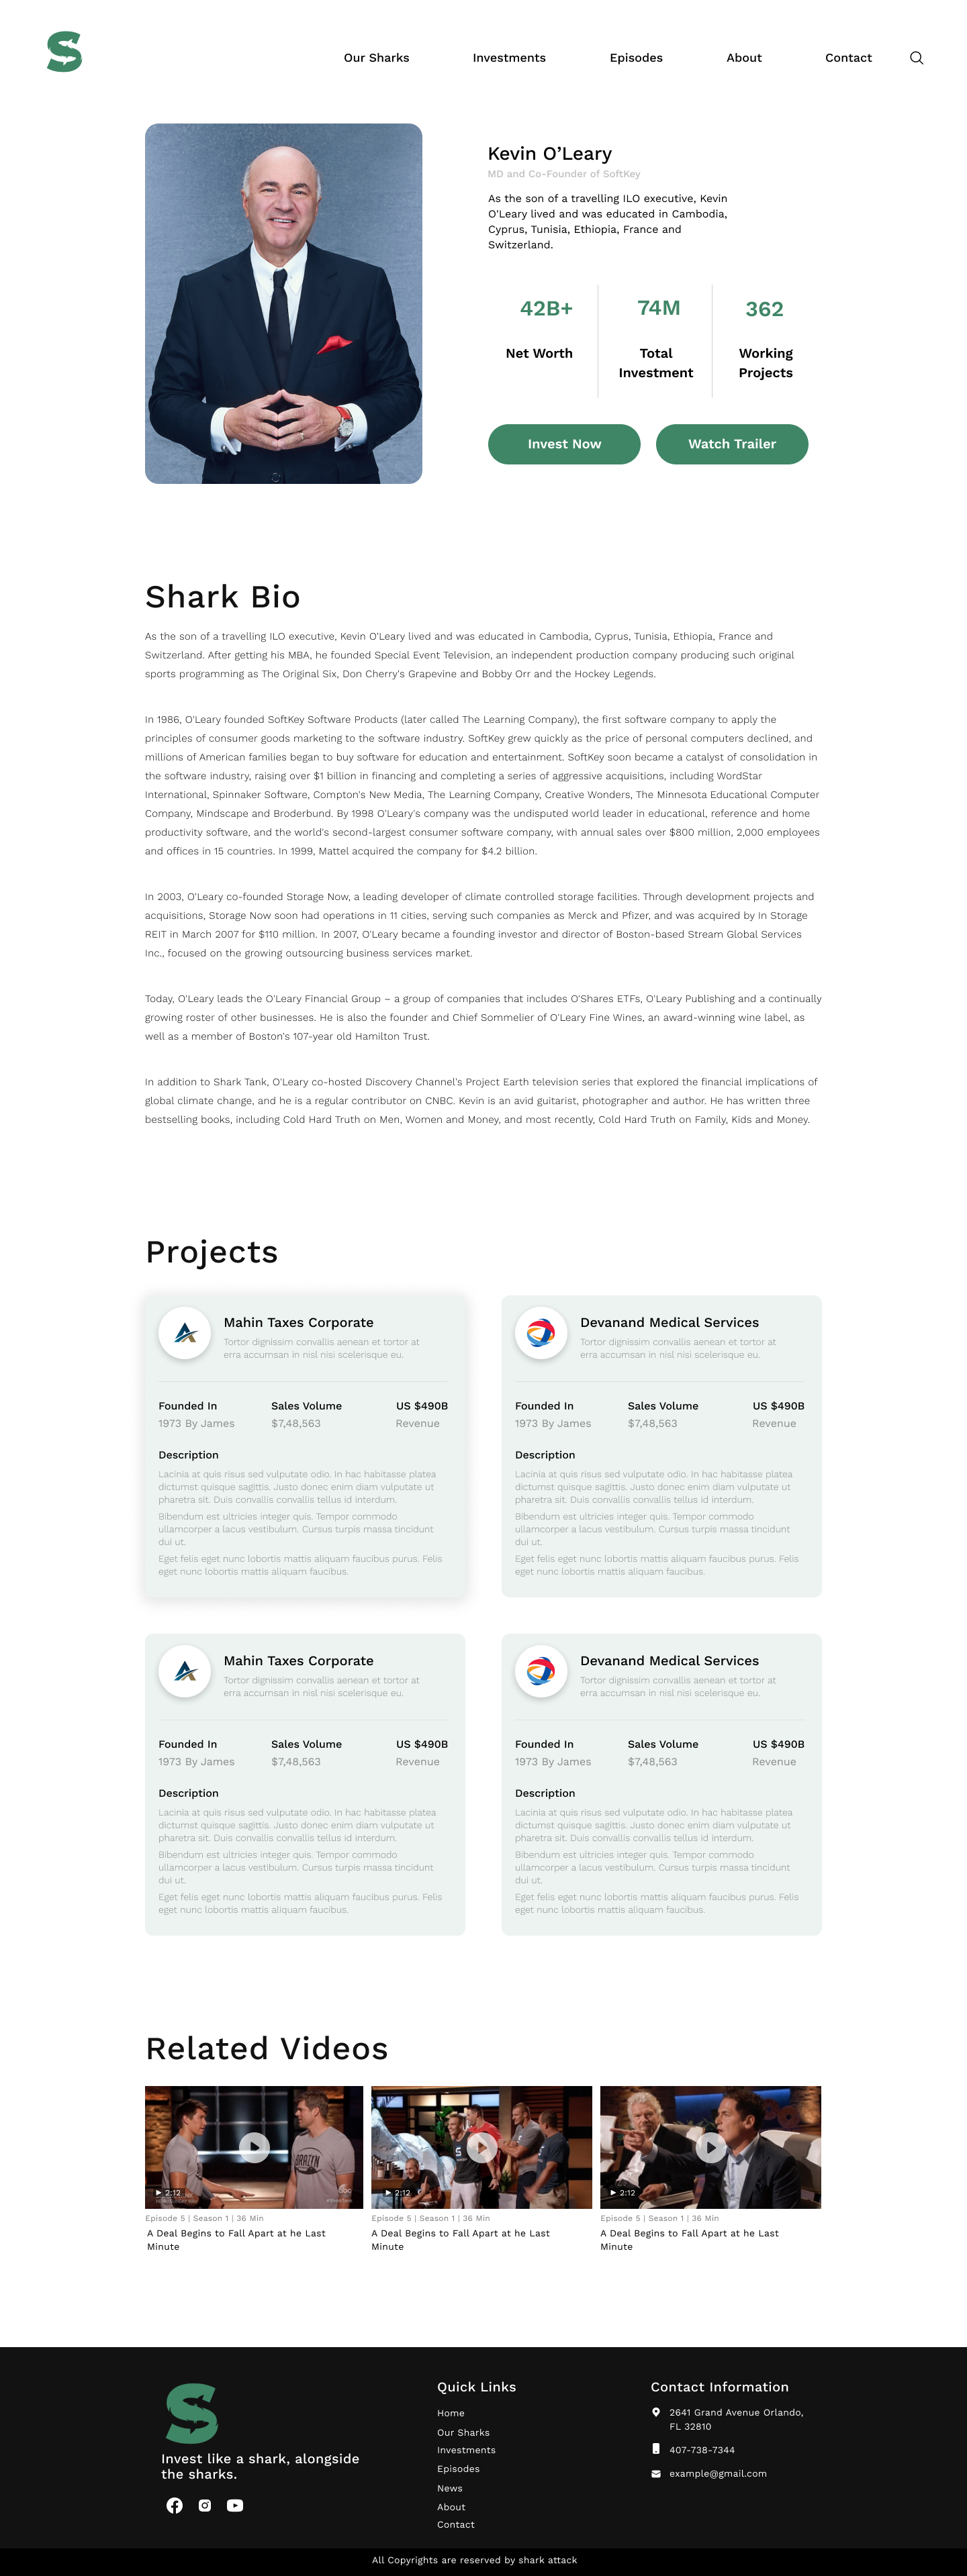 S
Our Sharks
Investments
Episodes
About
Contact
Kevin O’Leary
MD and Co-Founder of SoftKey
As the son of a travelling ILO executive, Kevin
O'Leary lived and was educated in Cambodia,
Cyprus, Tunisia, Ethiopia, France and
Switzerland.
42B+
Net Worth
74M
Total
Investment
362
Working
Projects
Invest Now
Watch Trailer
Shark Bio
As the son of a travelling ILO executive, Kevin O'Leary lived and was educated in Cambodia, Cyprus, Tunisia, Ethiopia, France and
Switzerland. After getting his MBA, he founded Special Event Television, an independent production company producing such original
sports programming as The Original Six, Don Cherry's Grapevine and Bobby Orr and the Hockey Legends.
In 1986, O'Leary founded SoftKey Software Products (later called The Learning Company), the first software company to apply the
principles of consumer goods marketing to the software industry. SoftKey grew quickly as the price of personal computers declined, and
millions of American families began to buy software for education and entertainment. SoftKey soon became a catalyst of consolidation in
the software industry, raising over $1 billion in financing and completing a series of aggressive acquisitions, including WordStar
International, Spinnaker Software, Compton's New Media, The Learning Company, Creative Wonders, The Minnesota Educational Computer
Company, Mindscape and Broderbund. By 1998 O'Leary's company was the undisputed world leader in educational, reference and home
productivity software, and the world's second-largest consumer software company, with annual sales over $800 million, 2,000 employees
and offices in 15 countries. In 1999, Mattel acquired the company for $4.2 billion.
In 2003, O'Leary co-founded Storage Now, a leading developer of climate controlled storage facilities. Through development projects and
acquisitions, Storage Now soon had operations in 11 cities, serving such companies as Merck and Pfizer, and was acquired by In Storage
REIT in March 2007 for $110 million. In 2007, O'Leary became a founding investor and director of Boston-based Stream Global Services
Inc., focused on the growing outsourcing business services market.
Today, O'Leary leads the O'Leary Financial Group – a group of companies that includes O'Shares ETFs, O'Leary Publishing and a continually
growing roster of other businesses. He is also the founder and Chief Sommelier of O'Leary Fine Wines, an award-winning wine label, as
well as a member of Boston's 107-year old Hamilton Trust.
In addition to Shark Tank, O'Leary co-hosted Discovery Channel's Project Earth television series that explored the financial implications of
global climate change, and he is a regular contributor on CNBC. Kevin is an avid guitarist, photographer and author. He has written three
bestselling books, including Cold Hard Truth on Men, Women and Money, and most recently, Cold Hard Truth on Family, Kids and Money.
Projects
Mahin Taxes Corporate
Tortor dignissim convallis aenean et tortor at
erra accumsan in nisl nisi scelerisque eu.
Founded In
Sales Volume
US $490B
1973 By James
$7,48,563
Revenue
Description
Lacinia at quis risus sed vulputate odio. In hac habitasse platea
dictumst quisque sagittis. Justo donec enim diam vulputate ut
pharetra sit. Duis convallis convallis tellus id interdum.
Bibendum est ultricies integer quis. Tempor commodo
ullamcorper a lacus vestibulum. Cursus turpis massa tincidunt
dui ut.
Eget felis eget nunc lobortis mattis aliquam faucibus purus. Felis
eget nunc lobortis mattis aliquam faucibus.
Devanand Medical Services
Tortor dignissim convallis aenean et tortor at
erra accumsan in nisl nisi scelerisque eu.
Founded In
Sales Volume
US $490B
1973 By James
$7,48,563
Revenue
Description
Lacinia at quis risus sed vulputate odio. In hac habitasse platea
dictumst quisque sagittis. Justo donec enim diam vulputate ut
pharetra sit. Duis convallis convallis tellus id interdum.
Bibendum est ultricies integer quis. Tempor commodo
ullamcorper a lacus vestibulum. Cursus turpis massa tincidunt
dui ut.
Eget felis eget nunc lobortis mattis aliquam faucibus purus. Felis
eget nunc lobortis mattis aliquam faucibus.
Mahin Taxes Corporate
Tortor dignissim convallis aenean et tortor at
erra accumsan in nisl nisi scelerisque eu.
Founded In
Sales Volume
US $490B
1973 By James
$7,48,563
Revenue
Description
Lacinia at quis risus sed vulputate odio. In hac habitasse platea
dictumst quisque sagittis. Justo donec enim diam vulputate ut
pharetra sit. Duis convallis convallis tellus id interdum.
Bibendum est ultricies integer quis. Tempor commodo
ullamcorper a lacus vestibulum. Cursus turpis massa tincidunt
dui ut.
Eget felis eget nunc lobortis mattis aliquam faucibus purus. Felis
eget nunc lobortis mattis aliquam faucibus.
Devanand Medical Services
Tortor dignissim convallis aenean et tortor at
erra accumsan in nisl nisi scelerisque eu.
Founded In
Sales Volume
US $490B
1973 By James
$7,48,563
Revenue
Description
Lacinia at quis risus sed vulputate odio. In hac habitasse platea
dictumst quisque sagittis. Justo donec enim diam vulputate ut
pharetra sit. Duis convallis convallis tellus id interdum.
Bibendum est ultricies integer quis. Tempor commodo
ullamcorper a lacus vestibulum. Cursus turpis massa tincidunt
dui ut.
Eget felis eget nunc lobortis mattis aliquam faucibus purus. Felis
eget nunc lobortis mattis aliquam faucibus.
Related Videos
abc
2:12
Episode 5 | Season 1 | 36 Min
A Deal Begins to Fall Apart at he Last
Minute
2:12
Episode 5 | Season 1 | 36 Min
A Deal Begins to Fall Apart at he Last
Minute
2:12
Episode 5 | Season 1 | 36 Min
A Deal Begins to Fall Apart at he Last
Minute
S
Invest like a shark, alongside
the sharks.
Quick Links
Home
Our Sharks
Investments
Episodes
News
About
Contact
Contact Information
2641 Grand Avenue Orlando,
FL 32810
407-738-7344
example@gmail.com
All Copyrights are reserved by shark attack